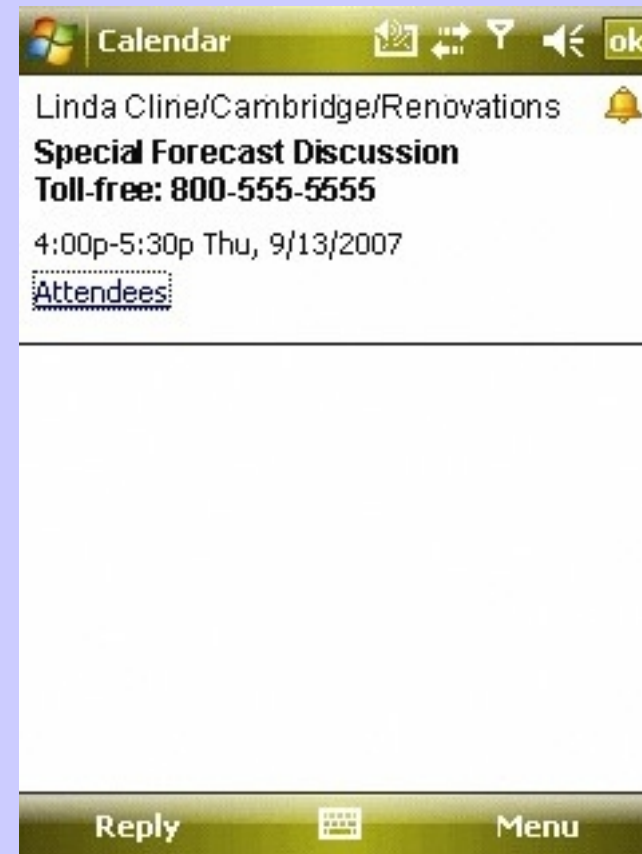 Calendar
ok
Linda Cline/Cambridge/Renovations
Special Forecast Discussion
Toll-free: 800-555-5555
4:00p-5:30p Thu, 9/13/2007
Attendees
Reply
Menu